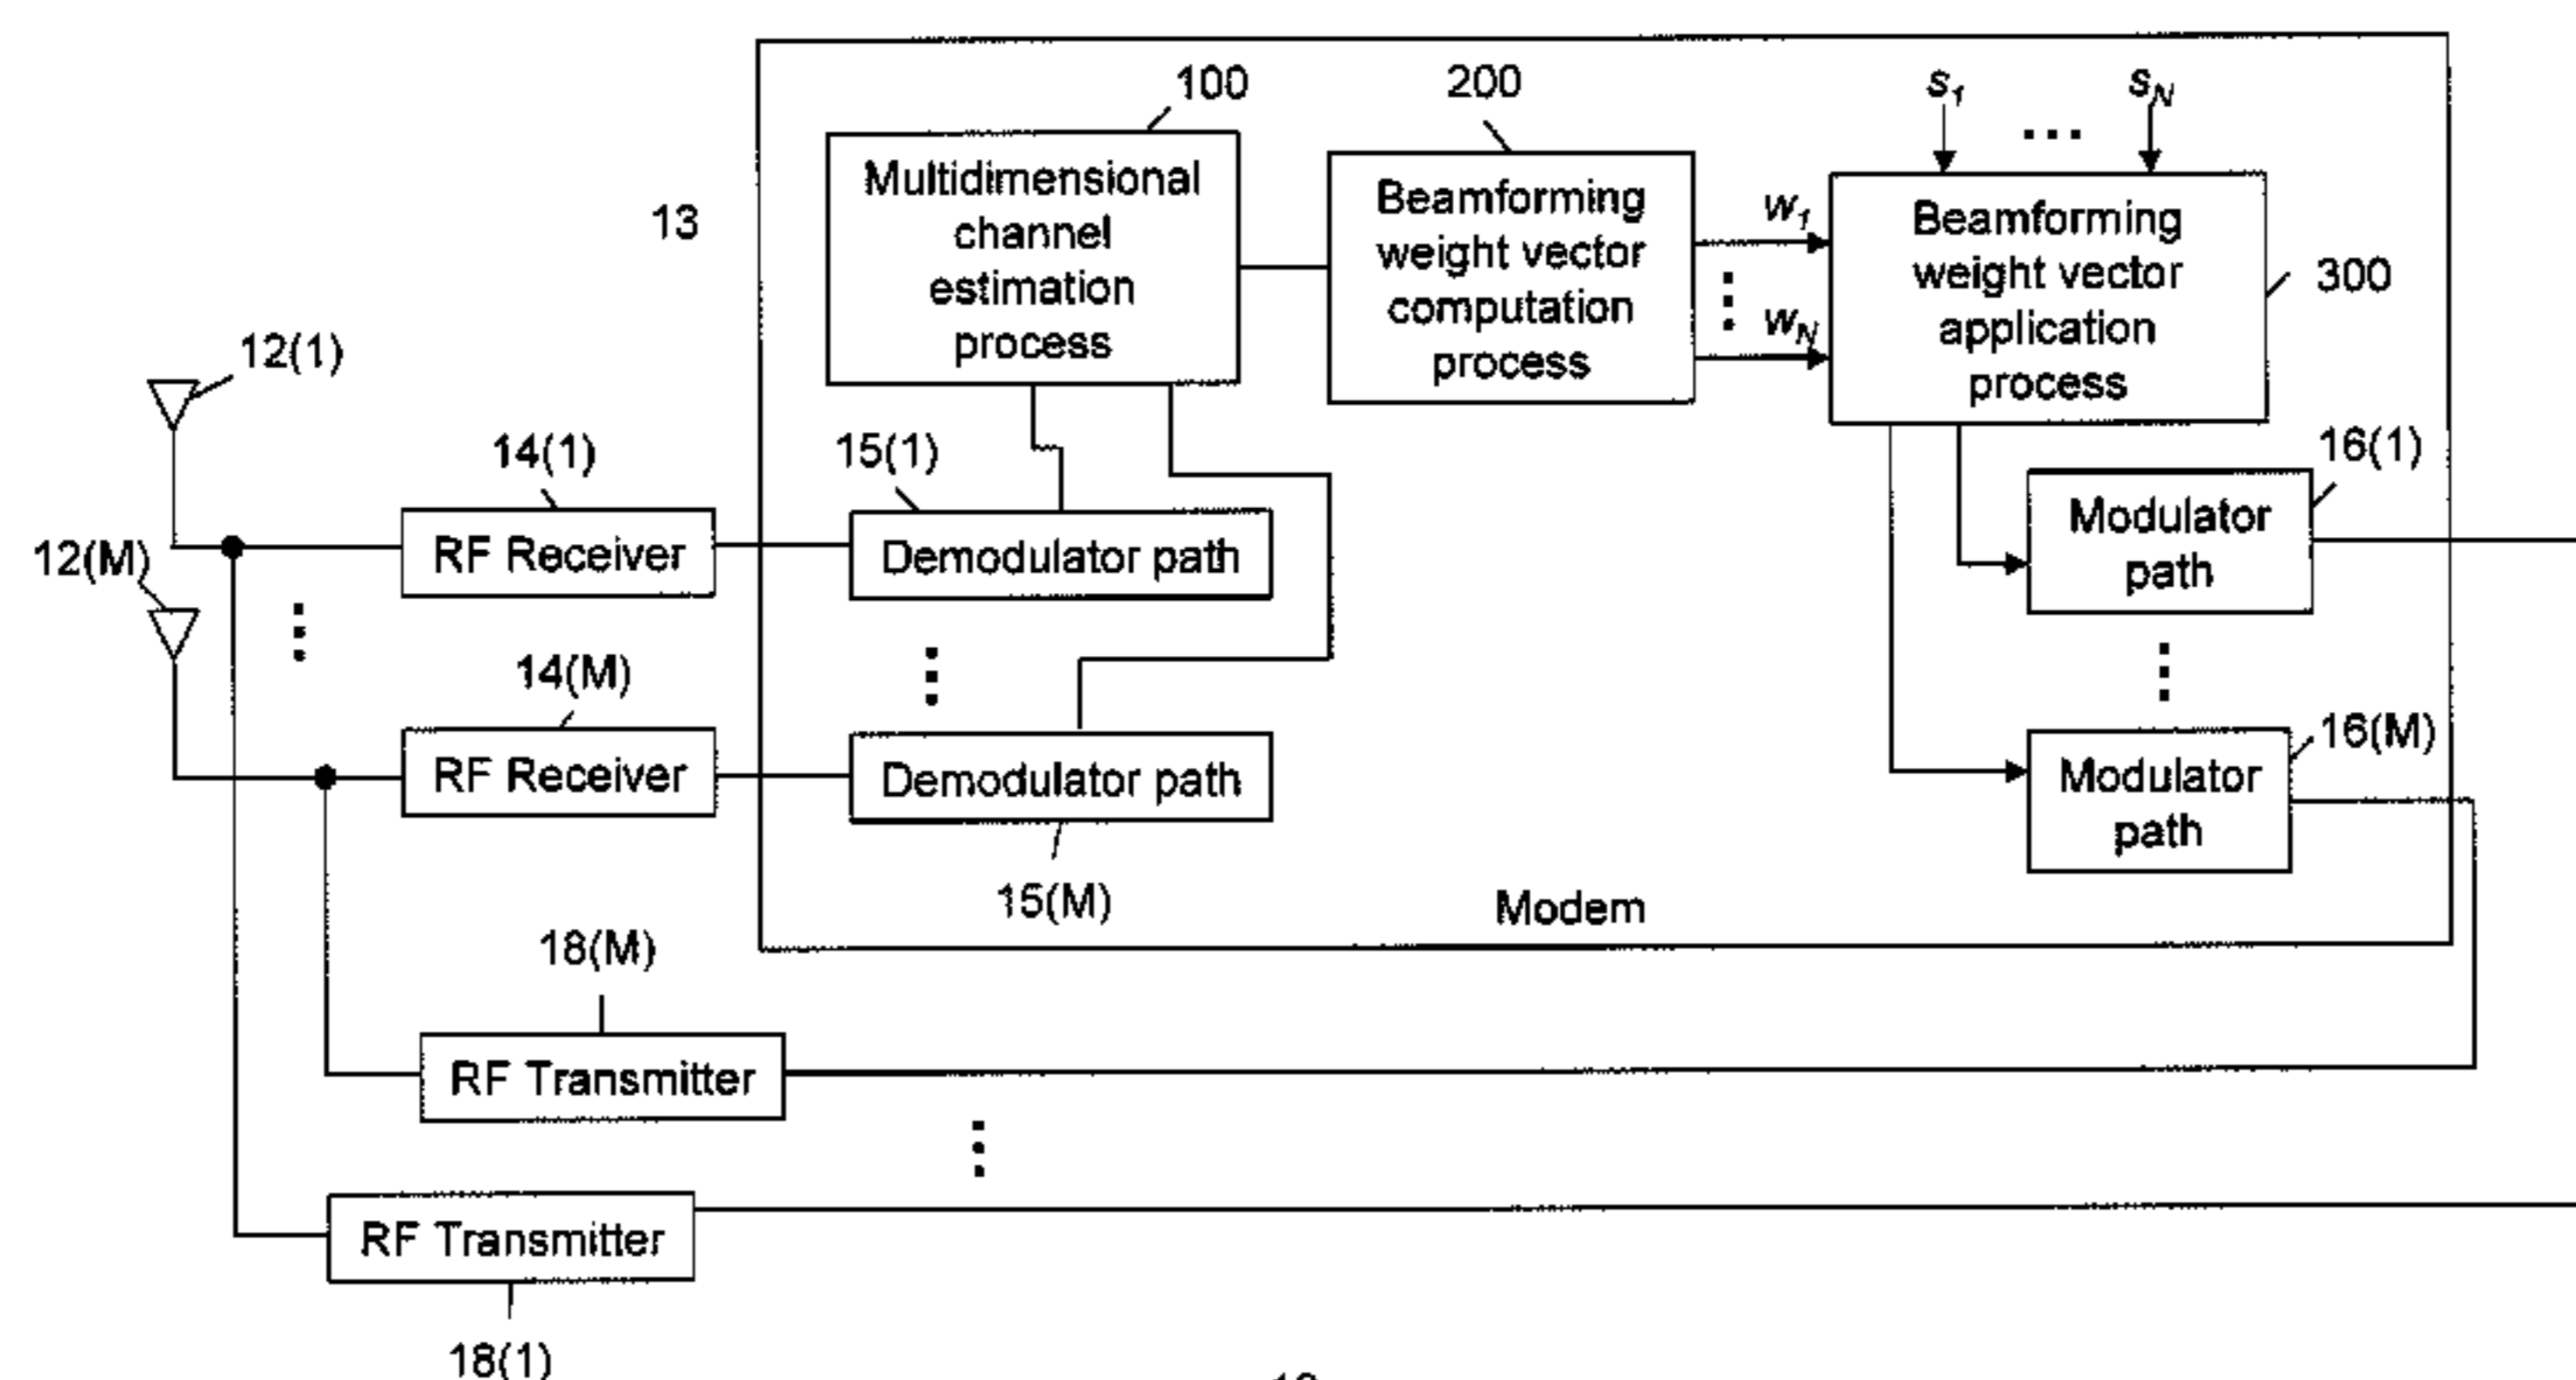 100
200
s1 ... sN
Multidimensional
channel
estimation
process
13
Beamforming
weight vector
computation
process
w1
wN
Beamforming
weight vector
application
process
300
12(1)
14(1)
15(1)
16(1)
12(M)
RF Receiver
Demodulator path
Modulator
path
14(M)
16(M)
RF Receiver
Demodulator path
Modulator
path
15(M)
Modem
18(M)
RF Transmitter
RF Transmitter
18(1)